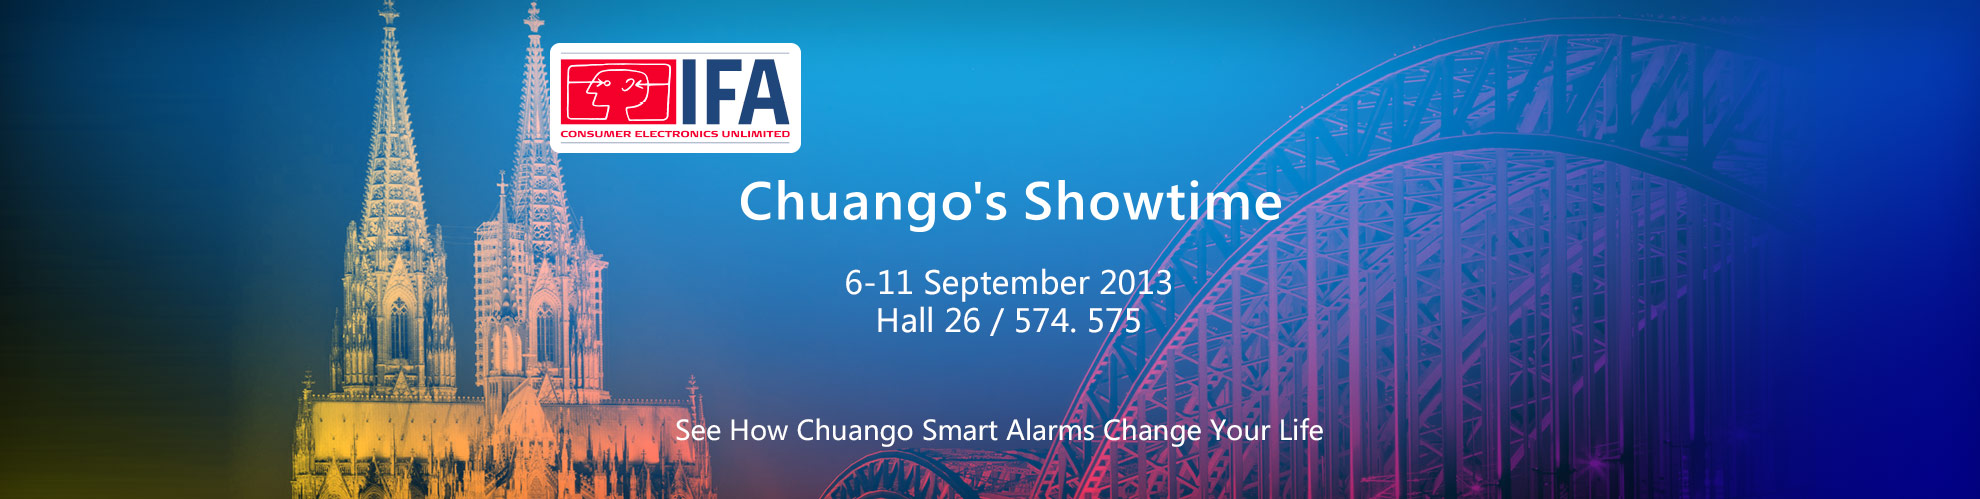 IFA
CONSUMER ELECTRONICS UNLIMITED
Chuango's Showtime
6-11 September 2013
Hall 26 / 574. 575
See How Chuango Smart Alarms Change Your Life